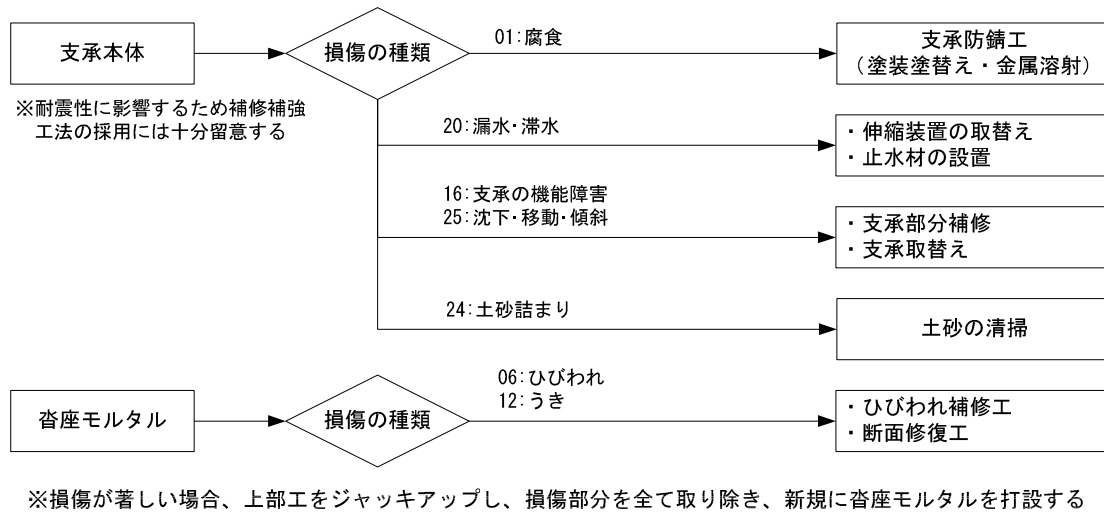 支承本体
損傷の種類
01:腐食
支承防錆工
(塗装塗替え・金属溶射)
※耐震性に影響するため補修補強
工法の採用には十分留意する
20:漏水・滞水
・伸縮装置の取替え
・止水材の設置
16:支承の機能障害
25:沈下・移動・傾斜
・支承部分補修
・支承取替え
24:土砂詰まり
土砂の清掃
沓座モルタル
損傷の種類
06:ひびわれ
12:うき
・ひびわれ補修工
・断面修復工
※損傷が著しい場合、上部工をジャッキアップし、損傷部分を全て取り除き、新規に沓座モルタルを打設する